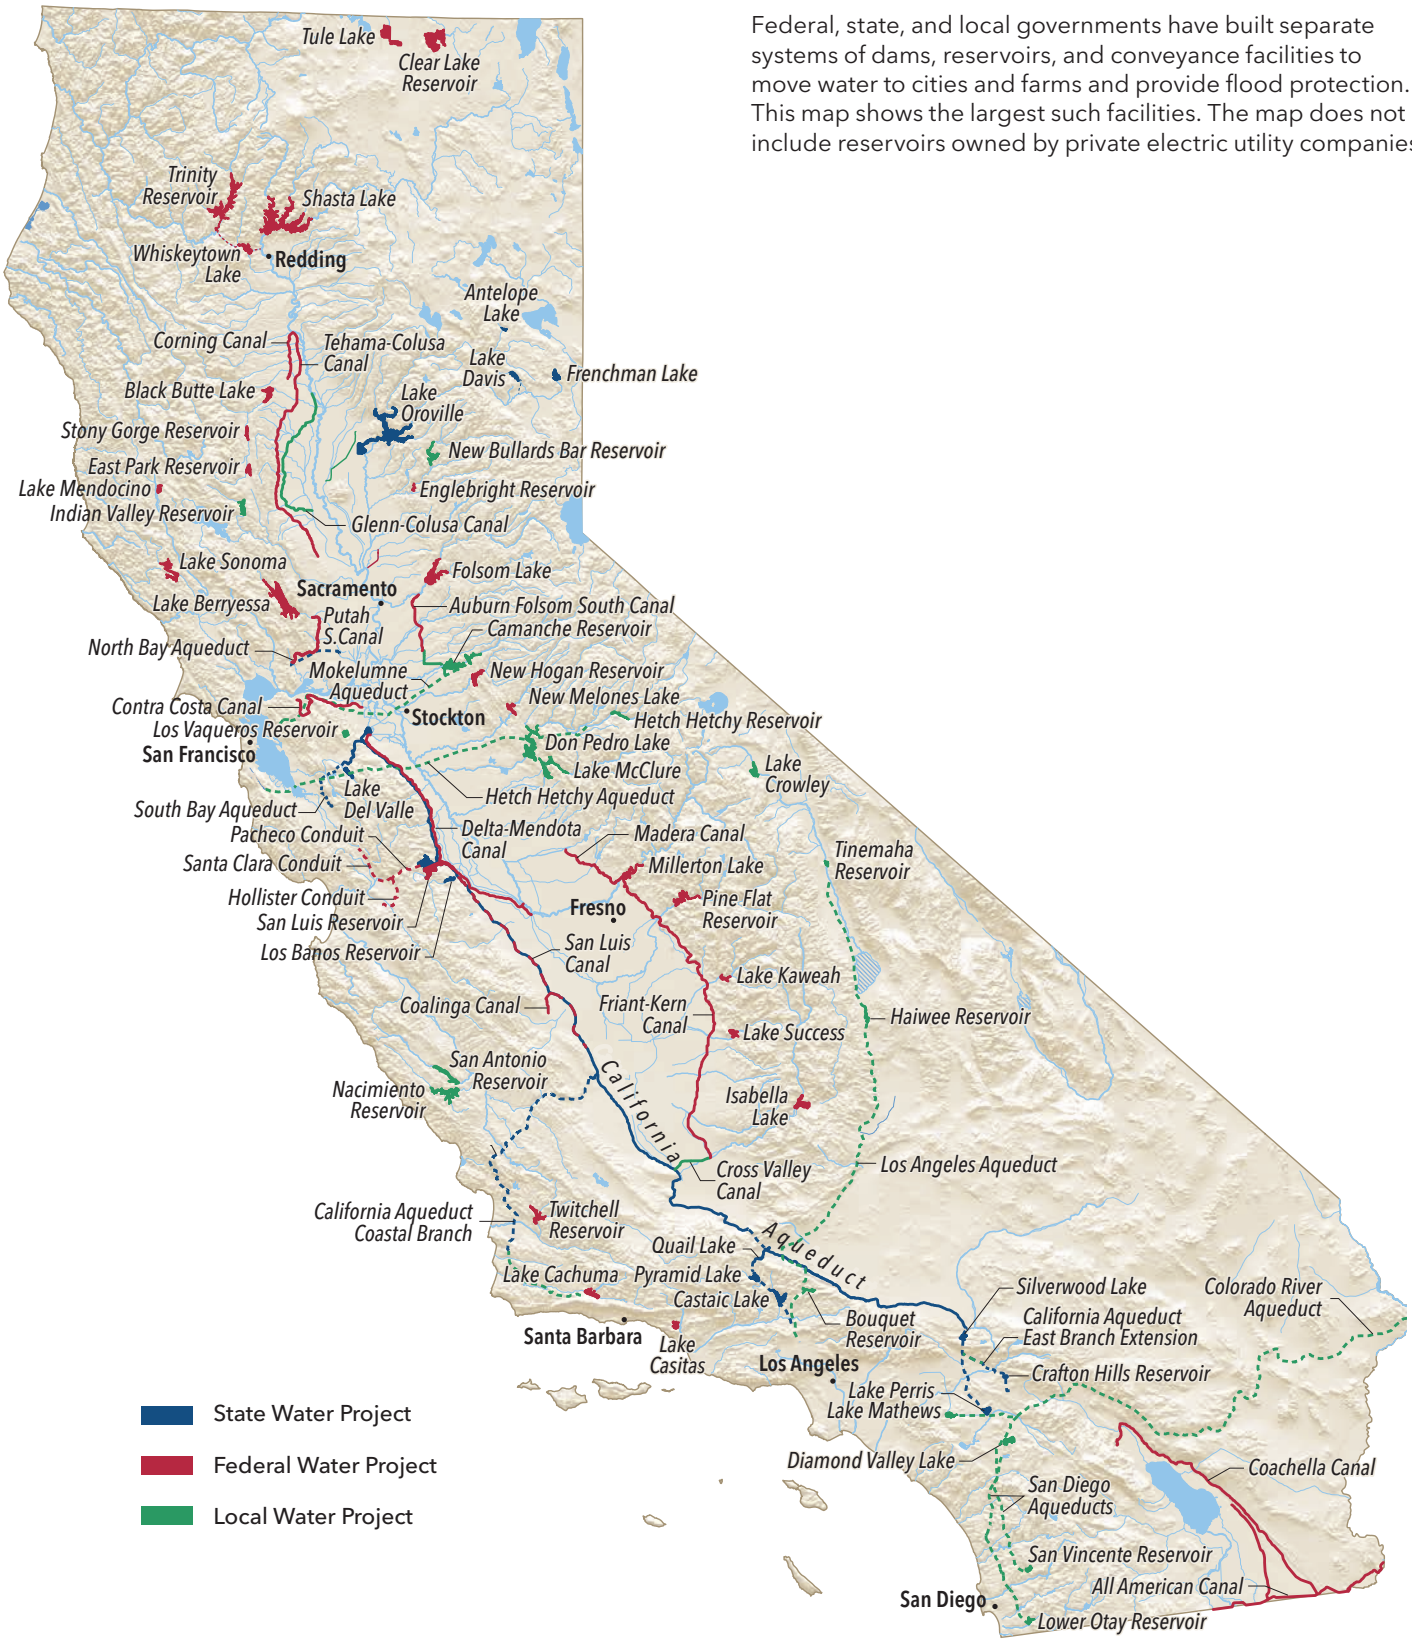 Federal, state, and local governments have built separate
systems of dams, reservoirs, and conveyance facilities to
move water to cities and farms and provide flood protection.
This map shows the largest such facilities. The map does not
include reservoirs owned by private electric utility companies
Tule Lake
Clear Lake
Reservoir
Trinity
Reservoir
Shasta Lake
Whiskeytown
Lake
Redding
Antelope
Lake
Corning Canal
Tehama-Colusa
Canal
Lake
Davis
Frenchman Lake
Black Butte Lake
Lake
Oroville
Stony Gorge Reservoir
New Bullards Bar Reservoir
East Park Reservoir
Lake Mendocino
Englebright Reservoir
Indian Valley Reservoir
Glenn-Colusa Canal
Lake Sonoma
Folsom Lake
Sacramento
Lake Berryessa
Auburn Folsom South Canal
Putah
S.Canal
Camanche Reservoir
North Bay Aqueduct
Mokelumne
Aqueduct
New Hogan Reservoir
New Melones Lake
Contra Costa Canal
Stockton
Hetch Hetchy Reservoir
Los Vaqueros Reservoir
San Francisco
Don Pedro Lake
Lake McClure
Lake
Crowley
Lake
Del Valle
Hetch Hetchy Aqueduct
South Bay Aqueduct
Pacheco Conduit
Delta-Mendota
Canal
Madera Canal
Santa Clara Conduit
Millerton Lake
Tinemaha
Reservoir
Hollister Conduit
Pine Flat
Reservoir
Fresno
San Luis Reservoir
Los Banos Reservoir
San Luis
Canal
Lake Kaweah
Coalinga Canal
Friant-Kern
Canal
Haiwee Reservoir
Lake Success
San Antonio
Reservoir
Nacimiento
Reservoir
Isabella
Lake
California
Cross Valley
Canal
Los Angeles Aqueduct
California Aqueduct
Coastal Branch
Twitchell
Reservoir
Aqueduct
Quail Lake
Lake Cachuma
Pyramid Lake
Castaic Lake
Silverwood Lake
Colorado River
Aqueduct
Bouquet
Reservoir
California Aqueduct
East Branch Extension
Santa Barbara
Lake
Casitas
Los Angeles
Crafton Hills Reservoir
Lake Perris
Lake Mathews
Diamond Valley Lake
Coachella Canal
San Diego
Aqueducts
San Vincente Reservoir
All American Canal
San Diego
Lower Otay Reservoir
State Water Project
Federal Water Project
Local Water Project